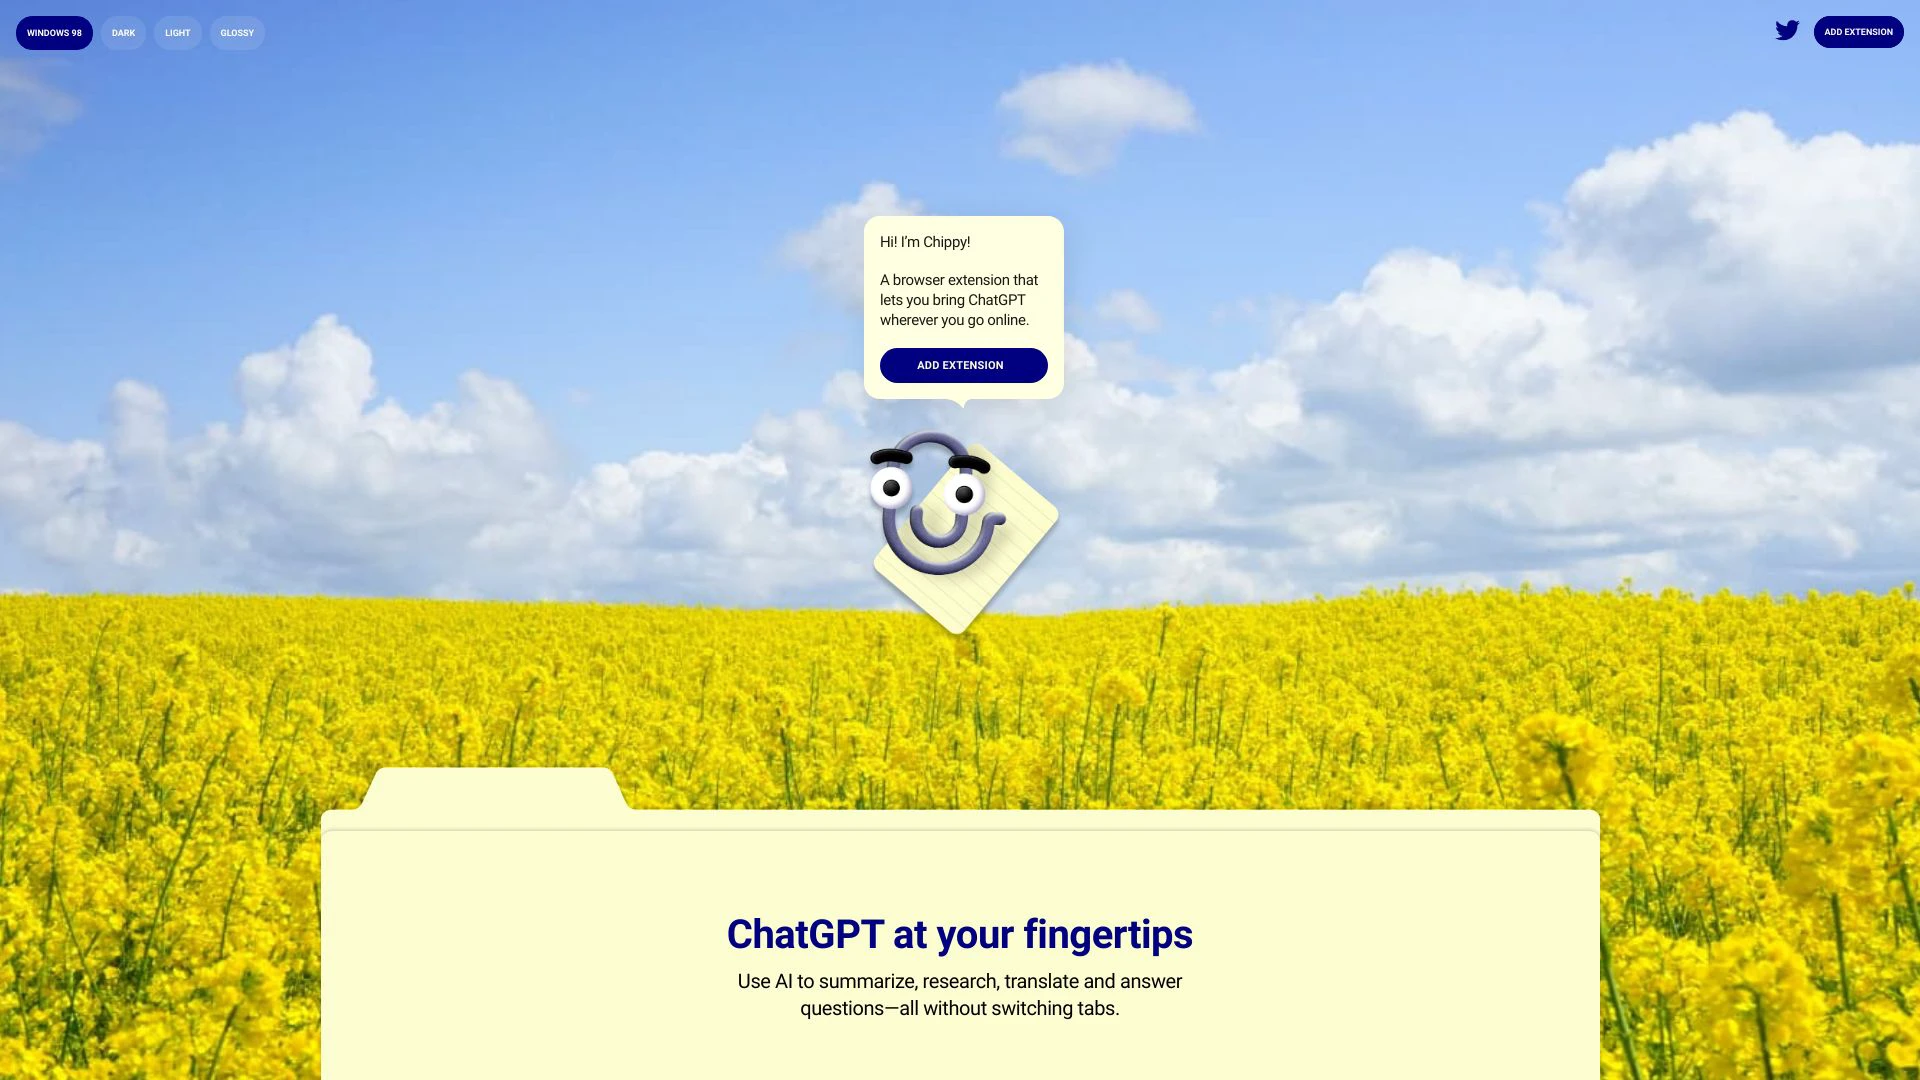 WINDOWS 98
DARK
LIGHT
GLOSSY
ADD EXTENSION
Hi! I’m Chippy!
A browser extension that
lets you bring ChatGPT
wherever you go online.
ADD EXTENSION
ChatGPT at your fingertips
Use AI to summarize, research, translate and answer
questions—all without switching tabs.